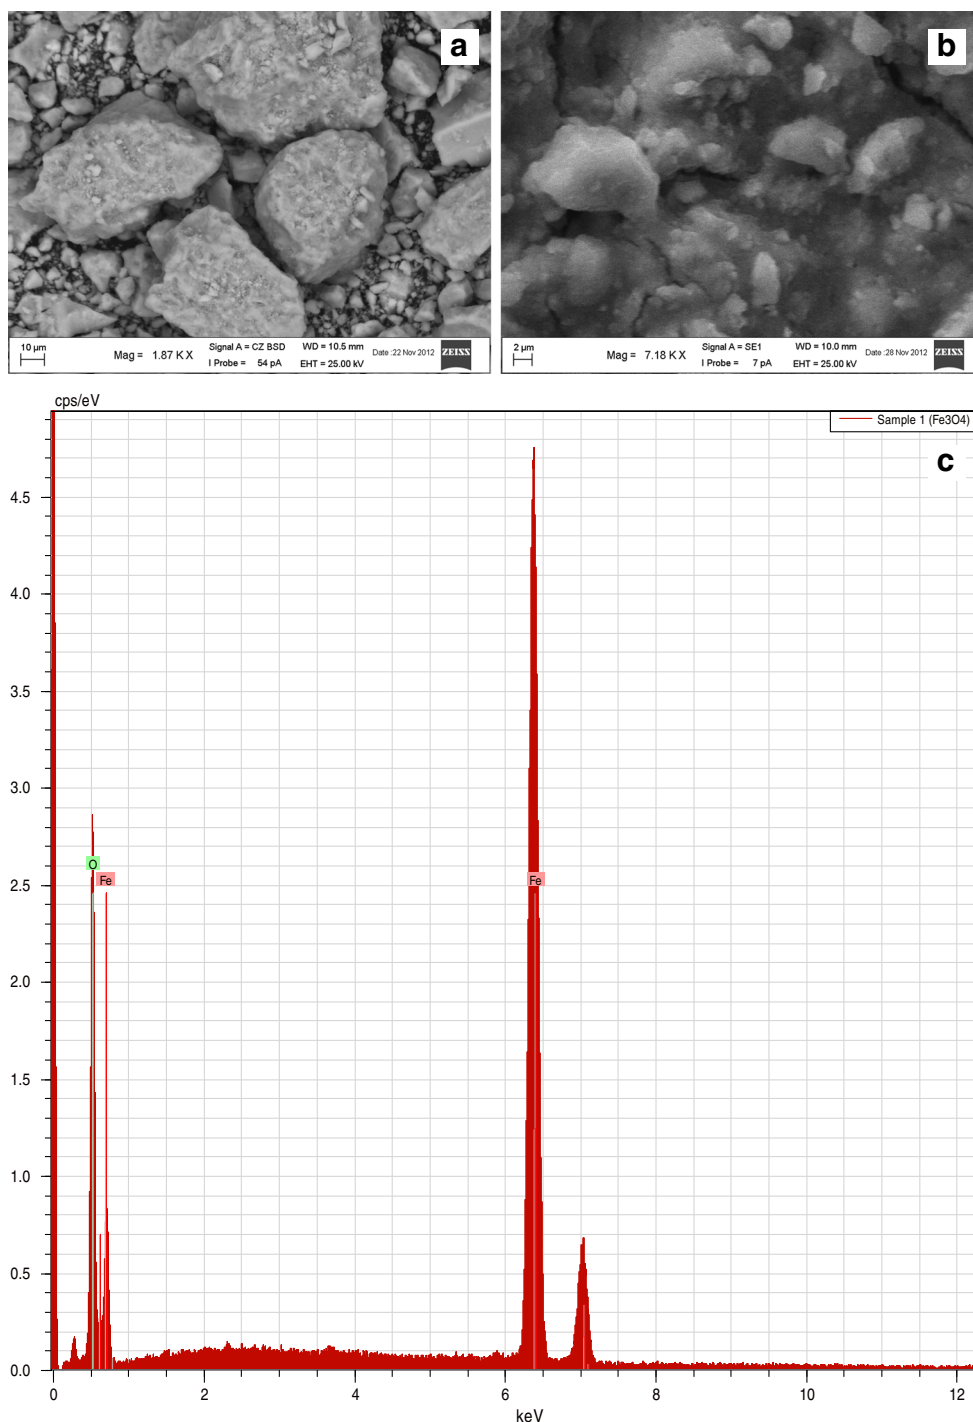 a
10 µm
Mag = 1.87 K X
Signal A = CZ BSD
I Probe = 54 pA
WD = 10.5 mm
EHT = 25.00 kV
Date :22 Nov 2012
ZEISS
b
2 µm
Mag = 7.18 K X
Signal A = SE1
I Probe = 7 pA
WD = 10.0 mm
EHT = 25.00 kV
Date :28 Nov 2012
ZEISS
cps/eV
Sample 1 (Fe3O4)
c
4.5
4.0
3.5
3.0
O
Fe
Fe
2.5
2.0
1.5
1.0
0.5
0.0
0 2 4 6 8 10 12
keV